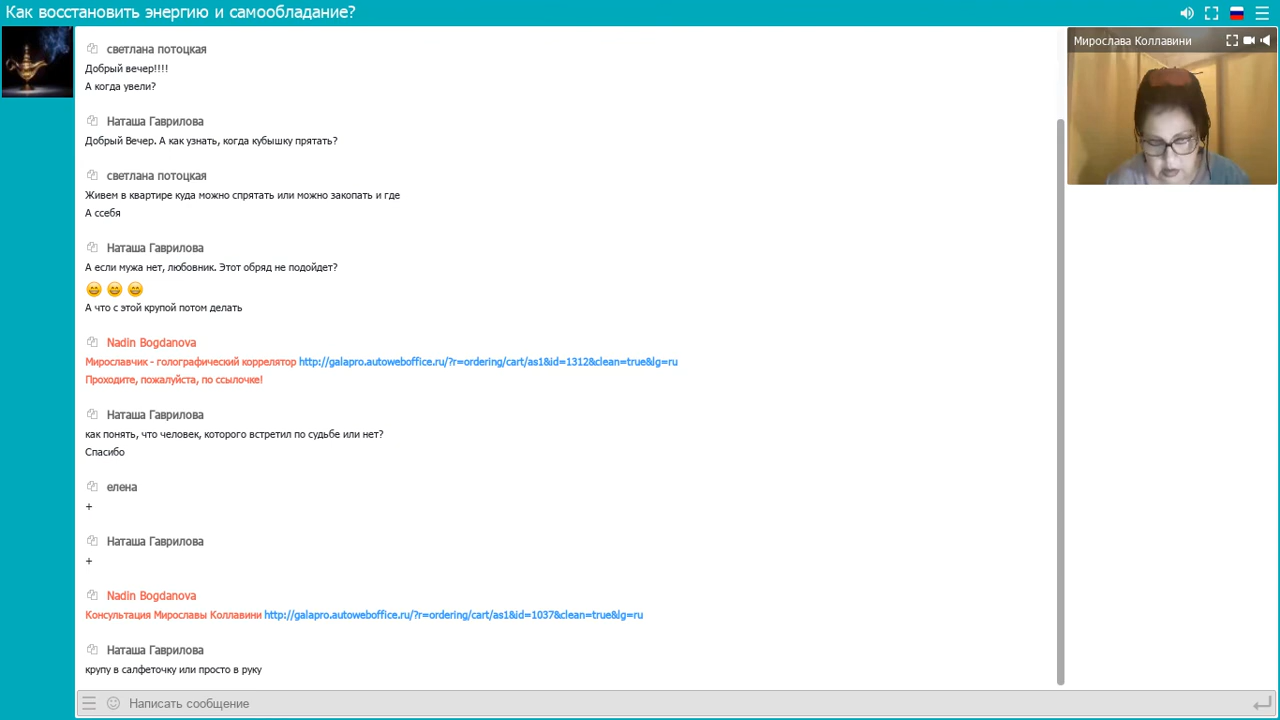 Как восстановить энергию и самообладание?
Мирослава Коллавини
светлана потоцкая
Добрый вечер!!!!
А когда увели?
Наташа Гаврилова
Добрый Вечер. А как узнать, когда кубышку прятать?
светлана потоцкая
Живем в квартире куда можно спрятать или можно закопать и где
А ссебя
Наташа Гаврилова
А если мужа нет, любовник. Этот обряд не подойдет?
А что с этой крупой потом делать
Nadin Bogdanova
Мирославчик - голографический коррелятор http://galapro.autoweboffice.ru/?r=ordering/cart/as1&id=1312&clean=true&lg=ru
Проходите, пожалуйста, по ссылочке!
Наташа Гаврилова
как понять, что человек, которого встретил по судьбе или нет?
Спасибо
елена
+
Наташа Гаврилова
+
Nadin Bogdanova
Консультация Мирославы Коллавини http://galapro.autoweboffice.ru/?r=ordering/cart/as1&id=1037&clean=true&lg=ru
Наташа Гаврилова
крупу в салфеточку или просто в руку
Написать сообщение